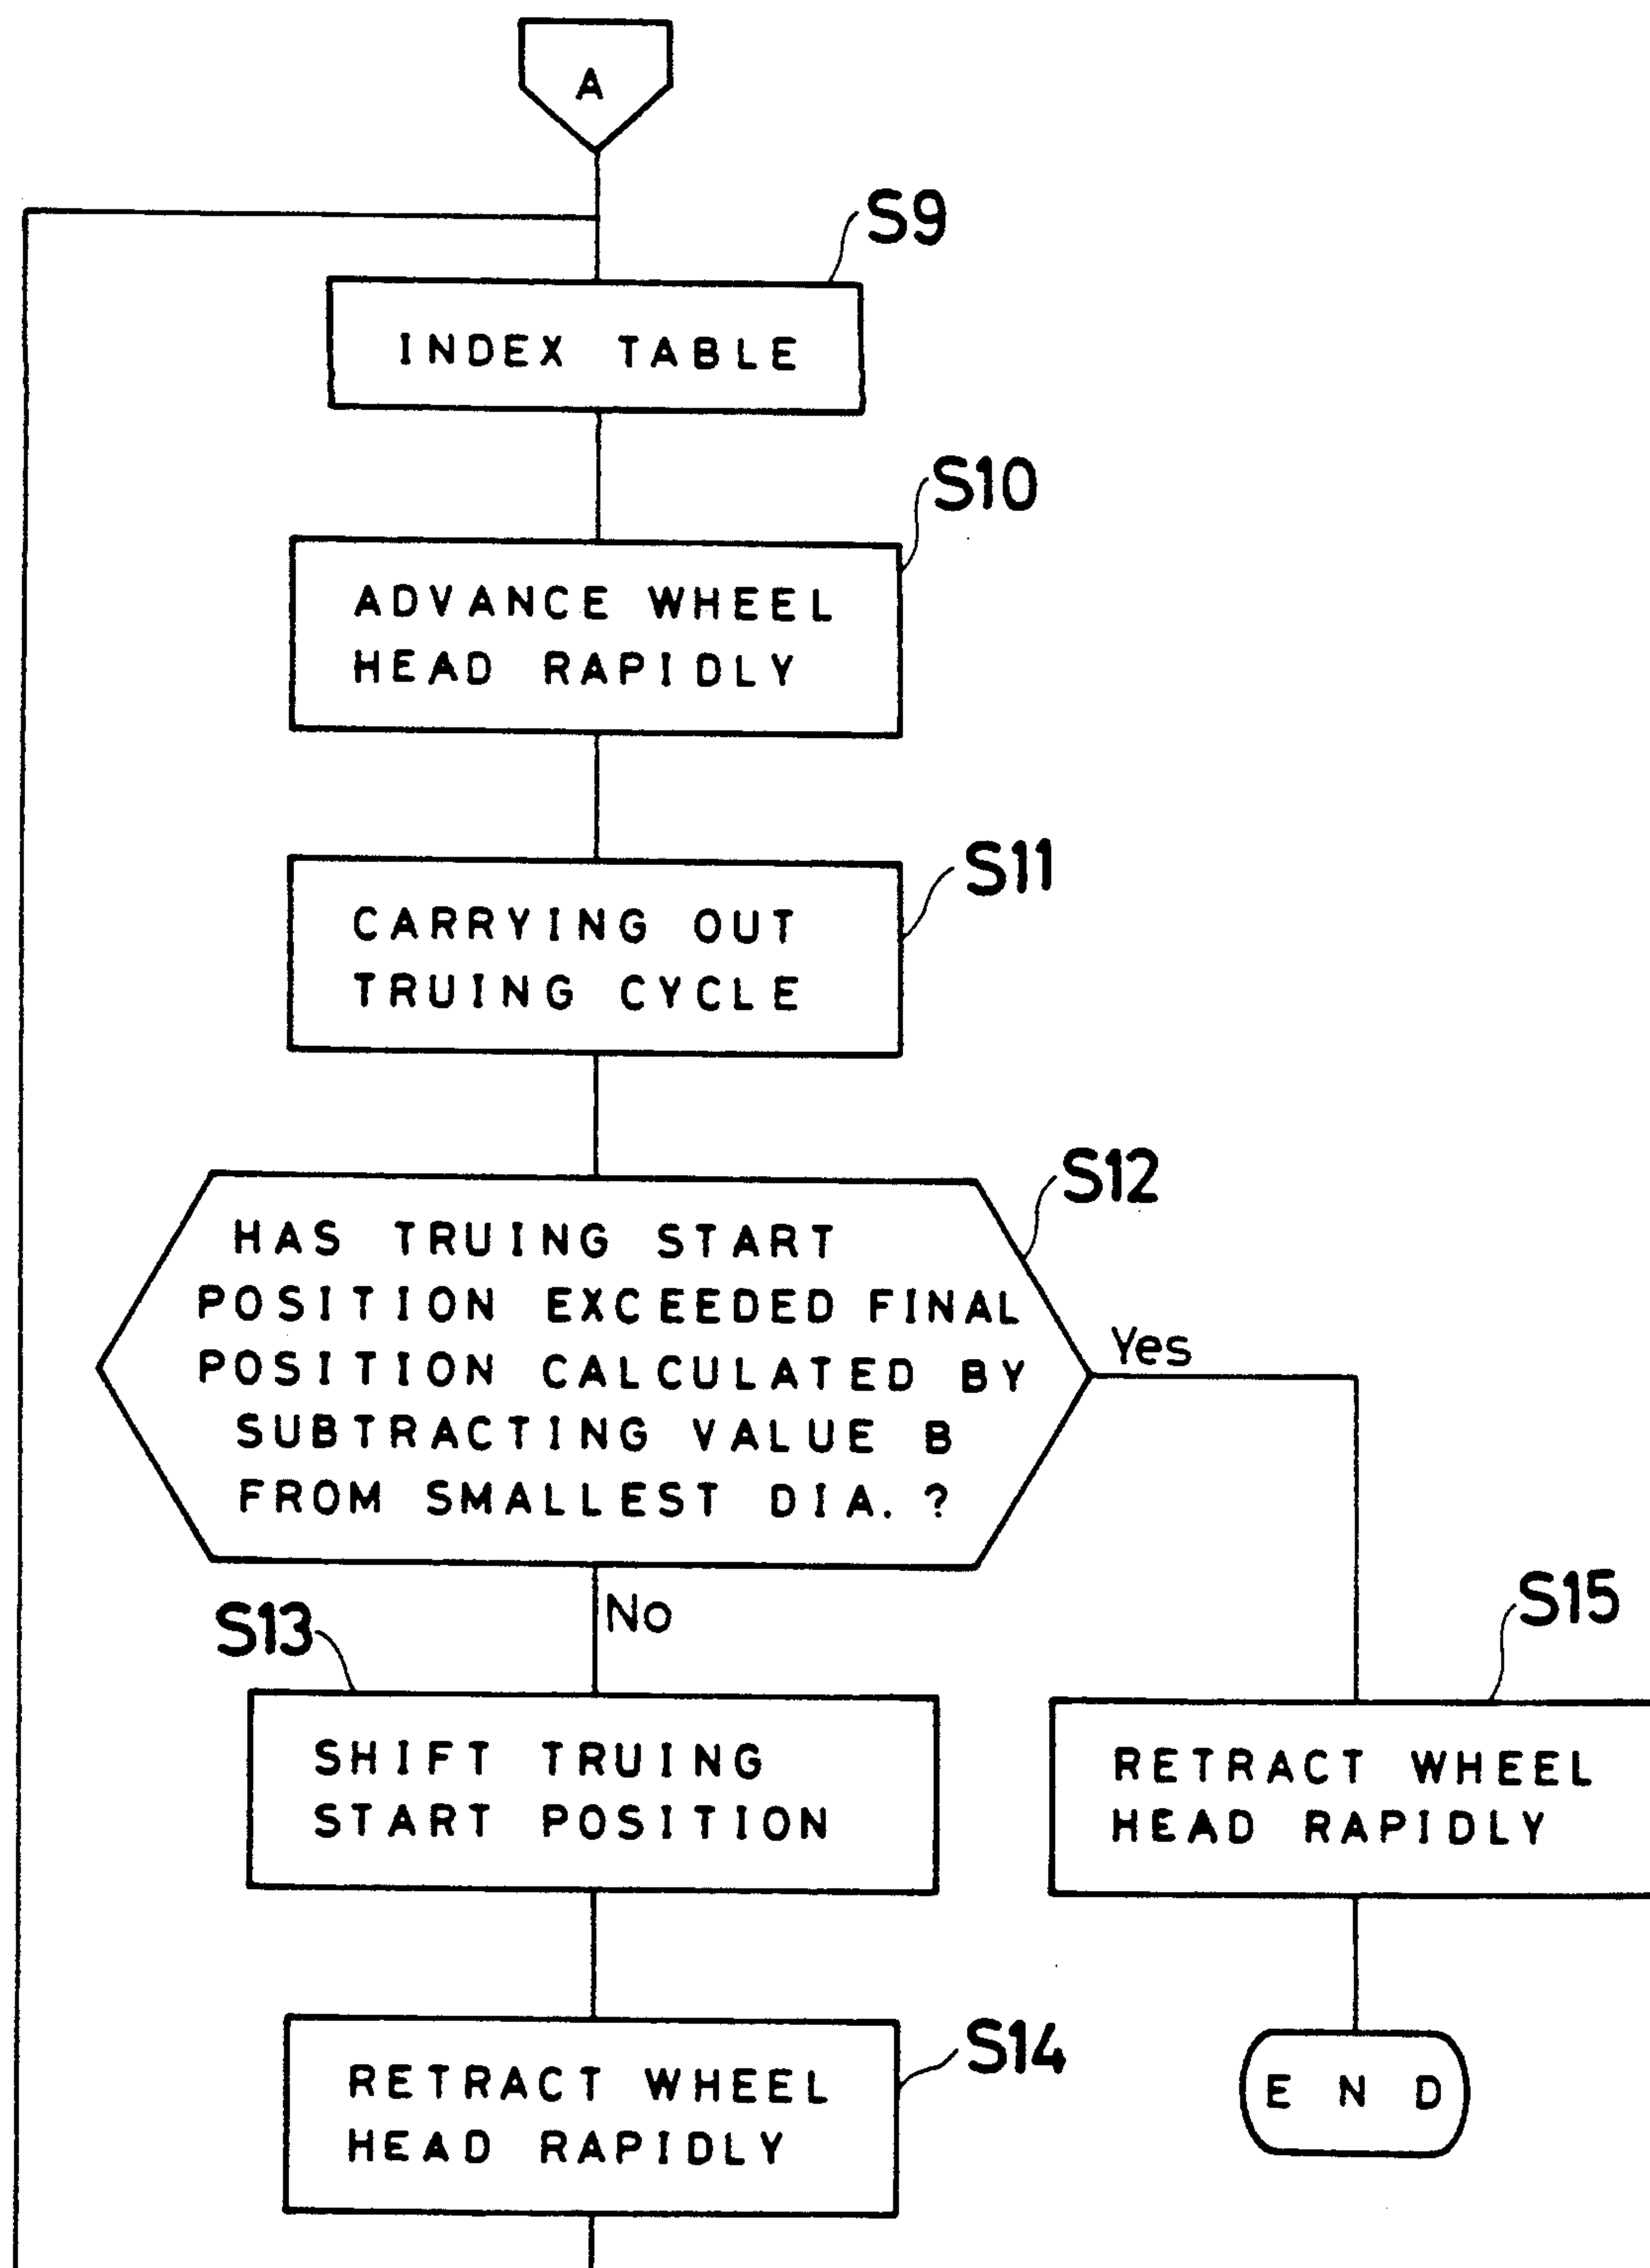 A
S9
INDEX TABLE
S10
ADVANCE WHEEL
HEAD RAPIDLY
S11
CARRYING OUT
TRUING CYCLE
S12
HAS TRUING START
POSITION EXCEEDED FINAL
POSITION CALCULATED BY
SUBTRACTING VALUE B
FROM SMALLEST DIA. ?
Yes
No
S13
SHIFT TRUING
START POSITION
S15
RETRACT WHEEL
HEAD RAPIDLY
S14
RETRACT WHEEL
HEAD RAPIDLY
END